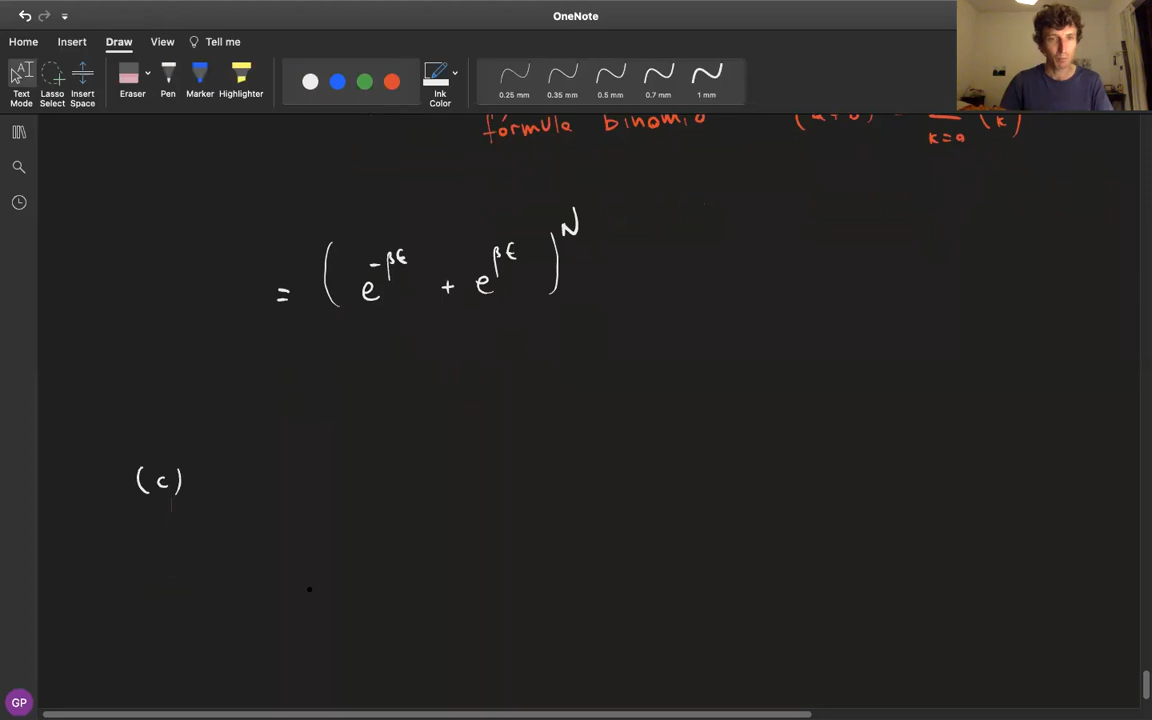 OneNote
Home Insert Draw View Tell me
Text Mode Lasso Select Insert Space Eraser Pen Marker Highlighter Ink Color 0.25 mm 0.35 mm 0.5 mm 0.7 mm 1 mm
fórmula binomio
k=0
= ( e^{-βε} + e^{βε} )^N
(c)
GP